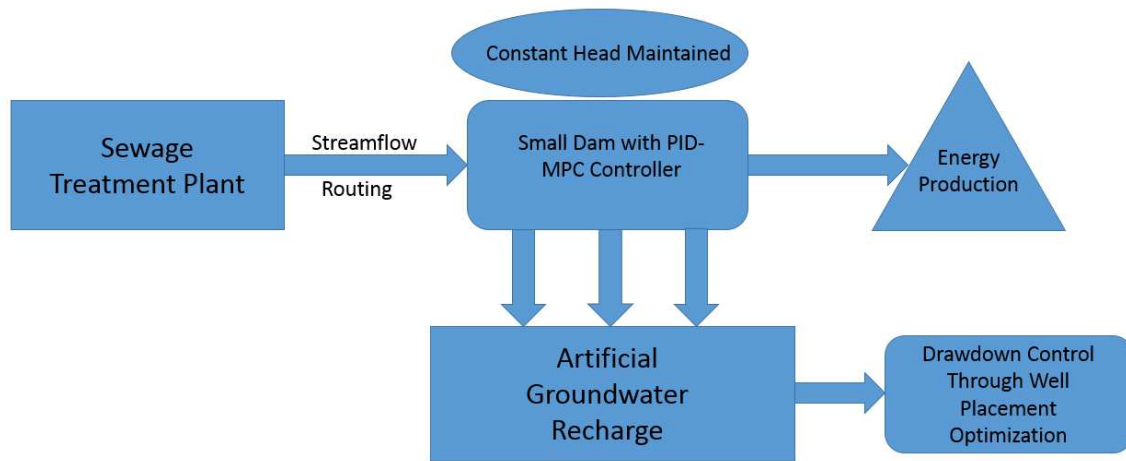 Constant Head Maintained
Sewage
Treatment Plant
Streamflow
Routing
Small Dam with PID-
MPC Controller
Energy
Production
Artificial
Groundwater
Recharge
Drawdown Control
Through Well
Placement
Optimization